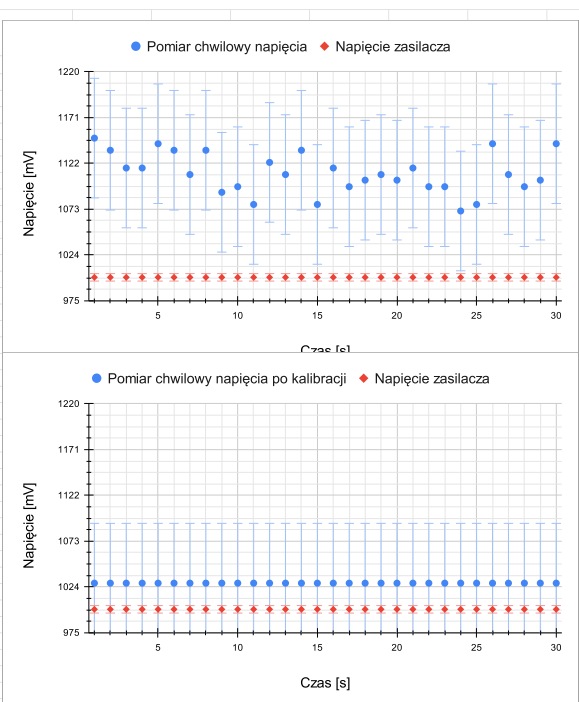 Pomiar chwilowy napięcia Napięcie zasilacza
1220
1171
1122
1073
1024
975
Napięcie [mV]
5 10 15 20 25 30
Czas [s]
Pomiar chwilowy napięcia po kalibracji Napięcie zasilacza
1220
1171
1122
1073
1024
975
Napięcie [mV]
5 10 15 20 25 30
Czas [s]